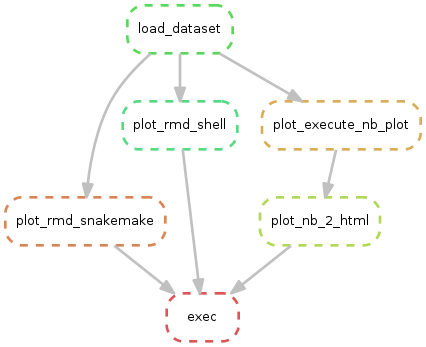 load_dataset
plot_rmd_shell
plot_execute_nb_plot
plot_rmd_snakemake
plot_nb_2_html
exec